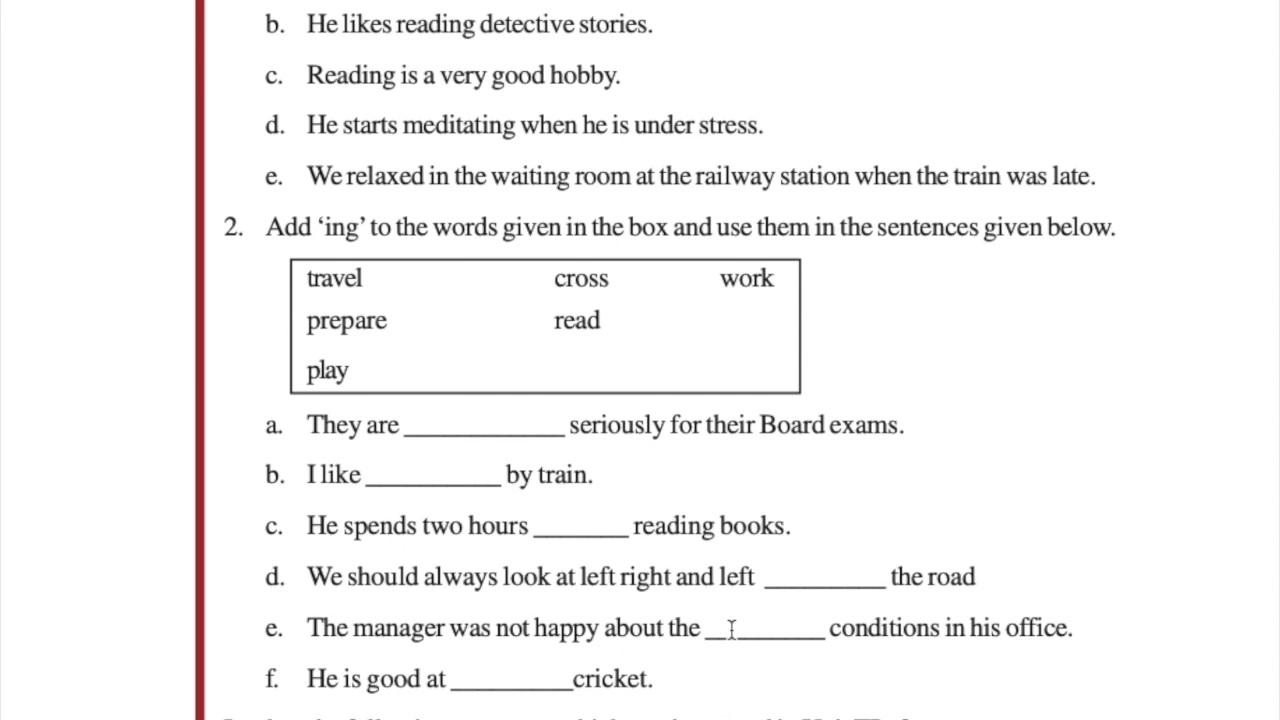 b. He likes reading detective stories.
c. Reading is a very good hobby.
d. He starts meditating when he is under stress.
e. We relaxed in the waiting room at the railway station when the train was late.
2. Add ‘ing’ to the words given in the box and use them in the sentences given below.
travel cross work
prepare read
play
a. They are ____________ seriously for their Board exams.
b. I like __________ by train.
c. He spends two hours _______ reading books.
d. We should always look at left right and left _________ the road
e. The manager was not happy about the _________ conditions in his office.
f. He is good at _________cricket.